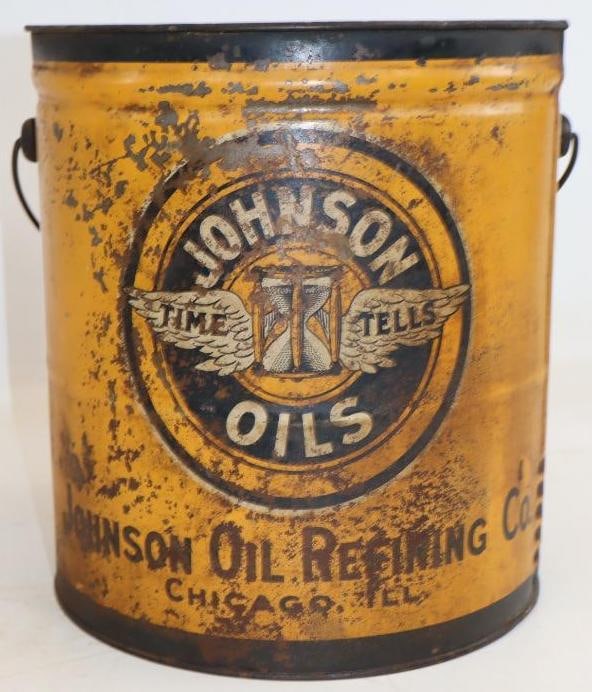 JOHNSON
TIME TELLS
OILS
JOHNSON OIL REFINING CO.
CHICAGO, ILL.